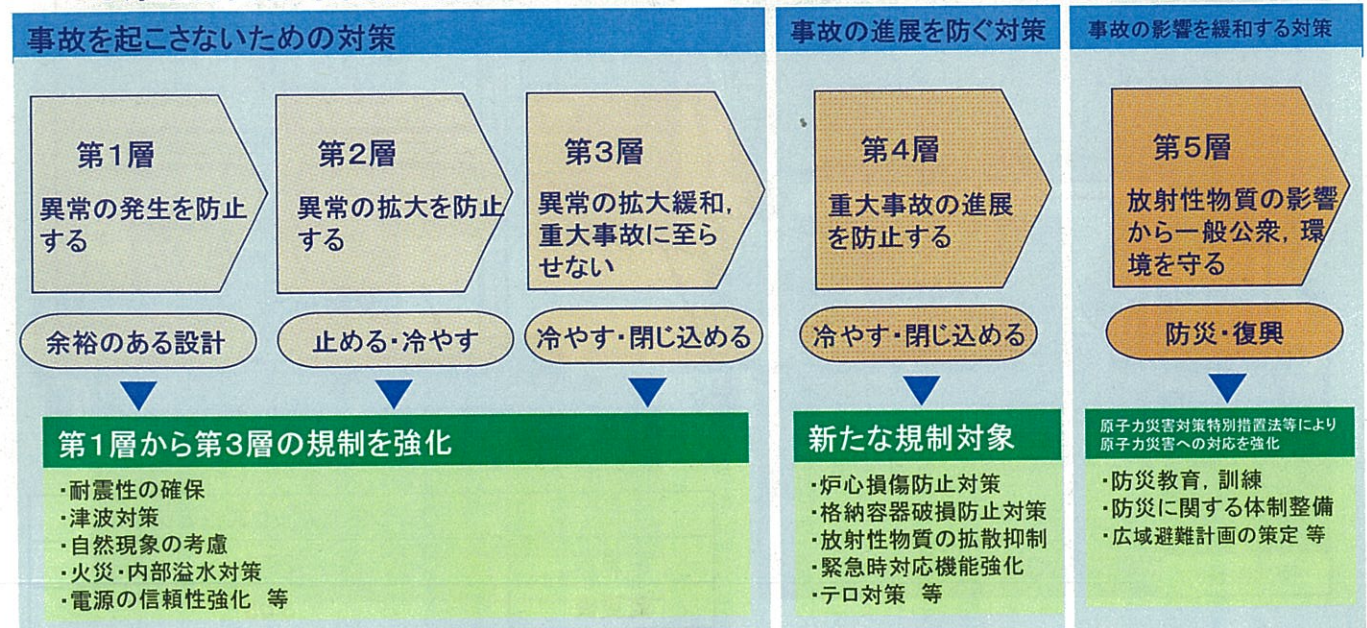 事故を起こさないための対策
第1層
異常の発生を防止
する
余裕のある設計
第2層
異常の拡大を防止
する
止める・冷やす
第3層
異常の拡大緩和,
重大事故に至ら
せない
冷やす・閉じ込める
第1層から第3層の規制を強化
・耐震性の確保
・津波対策
・自然現象の考慮
・火災・内部溢水対策
・電源の信頼性強化 等
事故の進展を防ぐ対策
第4層
重大事故の進展
を防止する
冷やす・閉じ込める
新たな規制対象
・炉心損傷防止対策
・格納容器破損防止対策
・放射性物質の拡散抑制
・緊急時対応機能強化
・テロ対策 等
事故の影響を緩和する対策
第5層
放射性物質の影響
から一般公衆, 環
境を守る
防災・復興
原子力災害対策特別措置法等により
原子力災害への対応を強化
・防災教育, 訓練
・防災に関する体制整備
・広域避難計画の策定 等